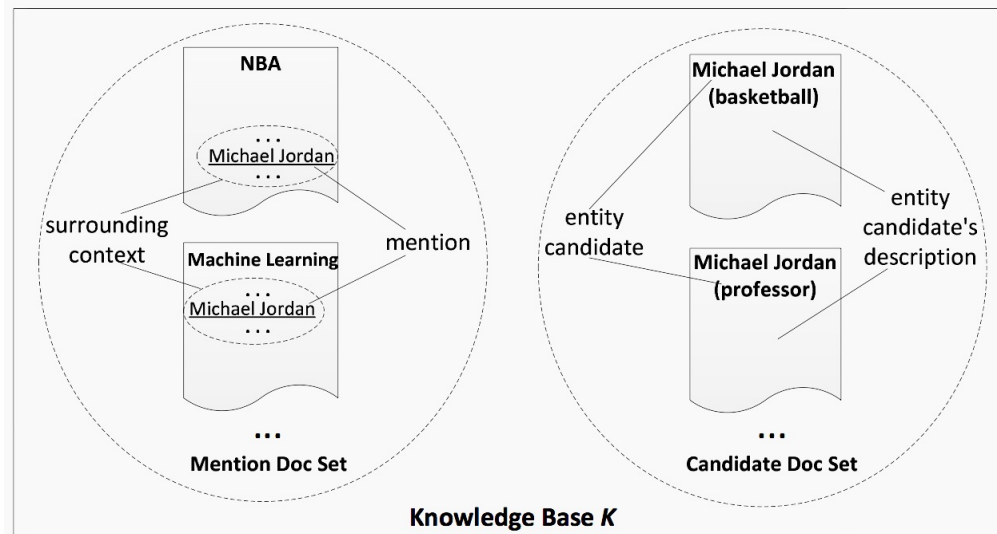 NBA
...
Michael Jordan
...
surrounding
context
mention
Machine Learning
...
Michael Jordan
...
...
Mention Doc Set
Michael Jordan
(basketball)
entity
candidate
entity
candidate's
description
Michael Jordan
(professor)
...
Candidate Doc Set
Knowledge Base K